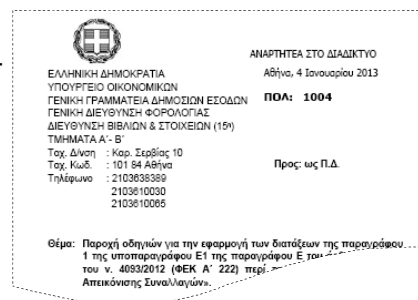 ΑΝΑΡΤΗΤΕΑ ΣΤΟ ΔΙΑΔΙΚΤΥΟ
ΕΛΛΗΝΙΚΗ ΔΗΜΟΚΡΑΤΙΑ
Αθήνα, 4 Ιανουαρίου 2013
ΥΠΟΥΡΓΕΙΟ ΟΙΚΟΝΟΜΙΚΩΝ
ΓΕΝΙΚΗ ΓΡΑΜΜΑΤΕΙΑ ΔΗΜΟΣΙΩΝ ΕΣΟΔΩΝ
ΠΟΛ: 1004
ΓΕΝΙΚΗ ΔΙΕΥΘΥΝΣΗ ΦΟΡΟΛΟΓΙΑΣ
ΔΙΕΥΘΥΝΣΗ ΒΙΒΛΙΩΝ & ΣΤΟΙΧΕΙΩΝ (15η)
ΤΜΗΜΑΤΑ Α΄- Β΄
Ταχ. Δ/νση : Καρ. Σερβίας 10
Ταχ. Κωδ. : 101 84 Αθήνα
Προς: ως Π.Δ.
Τηλέφωνο : 2103638389
2103610030
2103610065
Θέμα: Παροχή οδηγιών για την εφαρμογή των διατάξεων της παραγράφου
1 της υποπαραγράφου Ε1 της παραγράφου Ε του
του ν. 4093/2012 (ΦΕΚ Α΄ 222) περί
Απεικόνισης Συναλλαγών».